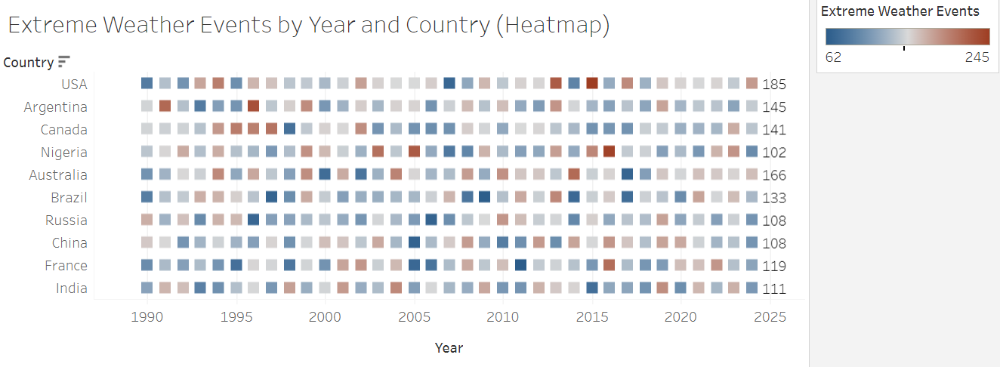 Extreme Weather Events by Year and Country (Heatmap)
Extreme Weather Events
62 245
Country
USA 185
Argentina 145
Canada 141
Nigeria 102
Australia 166
Brazil 133
Russia 108
China 108
France 119
India 111
1990 1995 2000 2005 2010 2015 2020 2025
Year